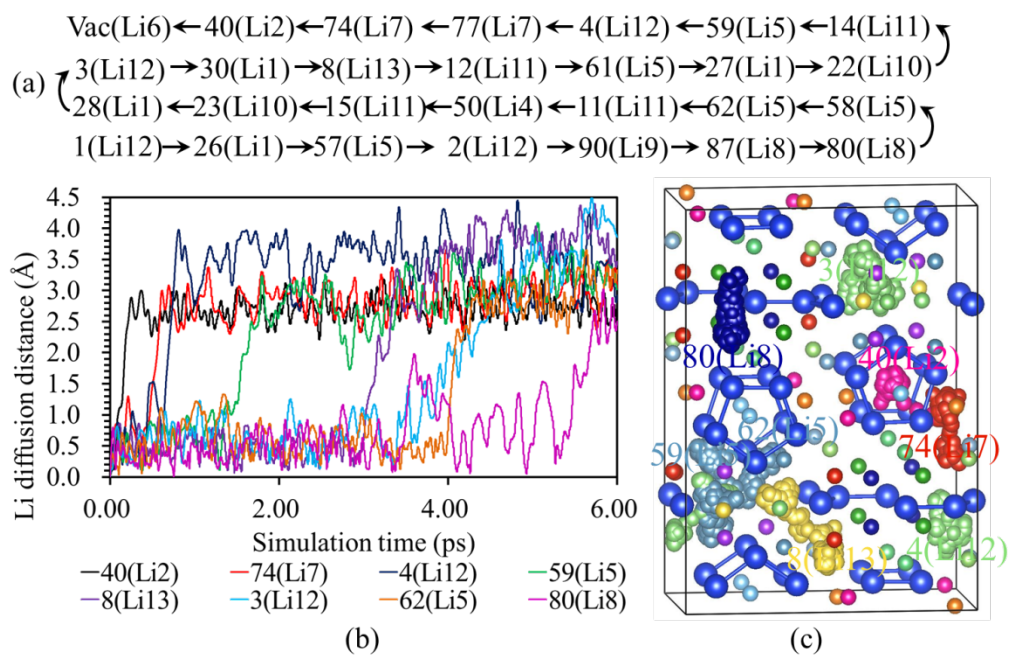 Vac(Li6)←40(Li2)←74(Li7)←77(Li7)←4(Li12)←59(Li5)←14(Li11)
(a)
3(Li12)→30(Li1)→8(Li13)→12(Li11)→61(Li5)→27(Li1)→22(Li10)
28(Li1)←23(Li10)←15(Li11)←50(Li4)←11(Li11)←62(Li5)←58(Li5)
1(Li12)→26(Li1)→57(Li5)→2(Li12)→90(Li9)→87(Li8)→80(Li8)
Li diffusion distance (Å)
4.5
4.0
3.5
3.0
2.5
2.0
1.5
1.0
0.5
0.0
0.00 2.00 4.00 6.00
Simulation time (ps)
40(Li2) 74(Li7) 4(Li12) 59(Li5)
8(Li13) 3(Li12) 62(Li5) 80(Li8)
(b)
80(Li8)
40(Li2)
74(Li7)
4(Li12)
8(Li13)
(c)